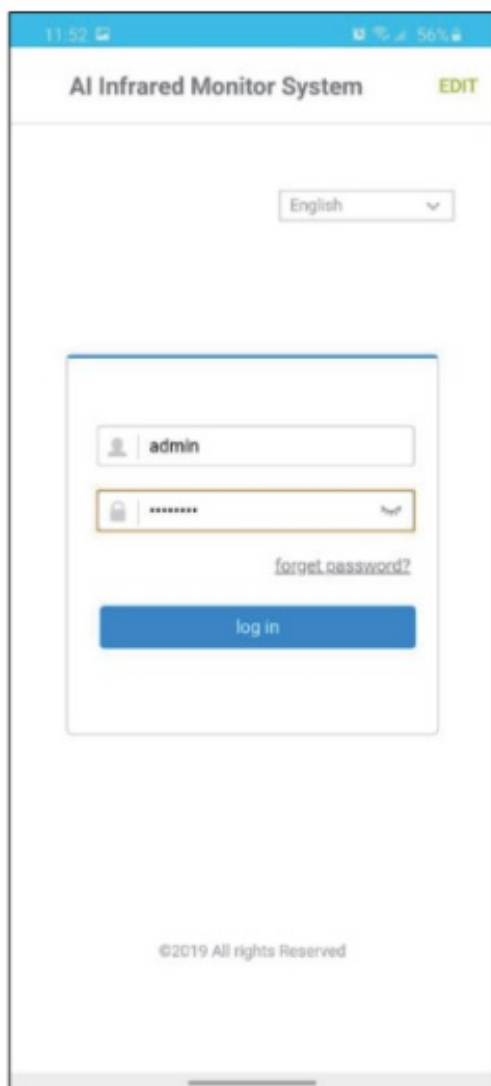 11:52 56%
AI Infrared Monitor System EDIT
English
admin
••••••••
forget password?
log in
©2019 All rights Reserved